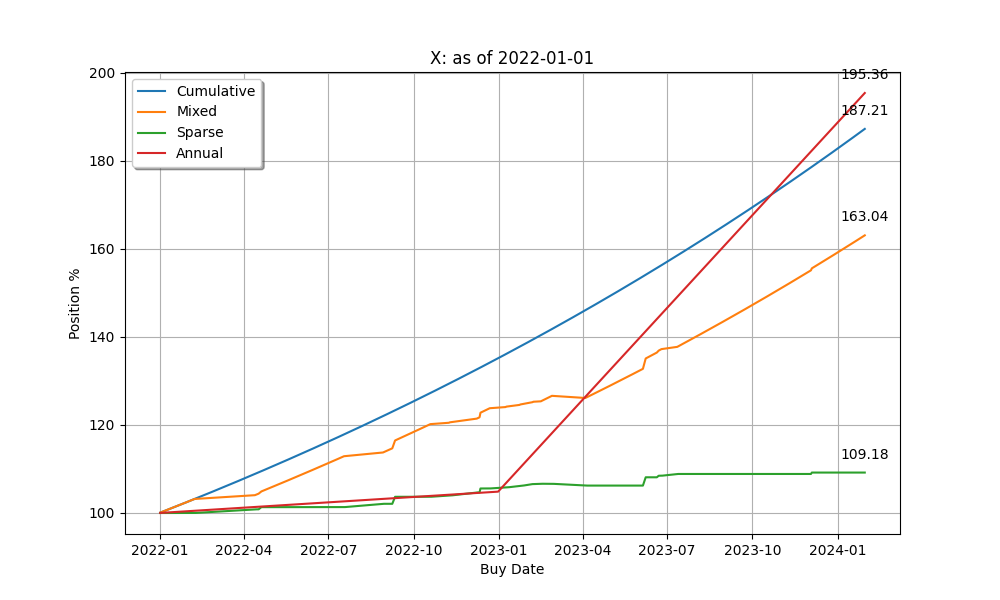 X: as of 2022-01-01
200
180
160
140
120
100
Position %
Cumulative
Mixed
Sparse
Annual
195.36
187.21
163.04
109.18
2022-01 2022-04 2022-07 2022-10 2023-01 2023-04 2023-07 2023-10 2024-01
Buy Date